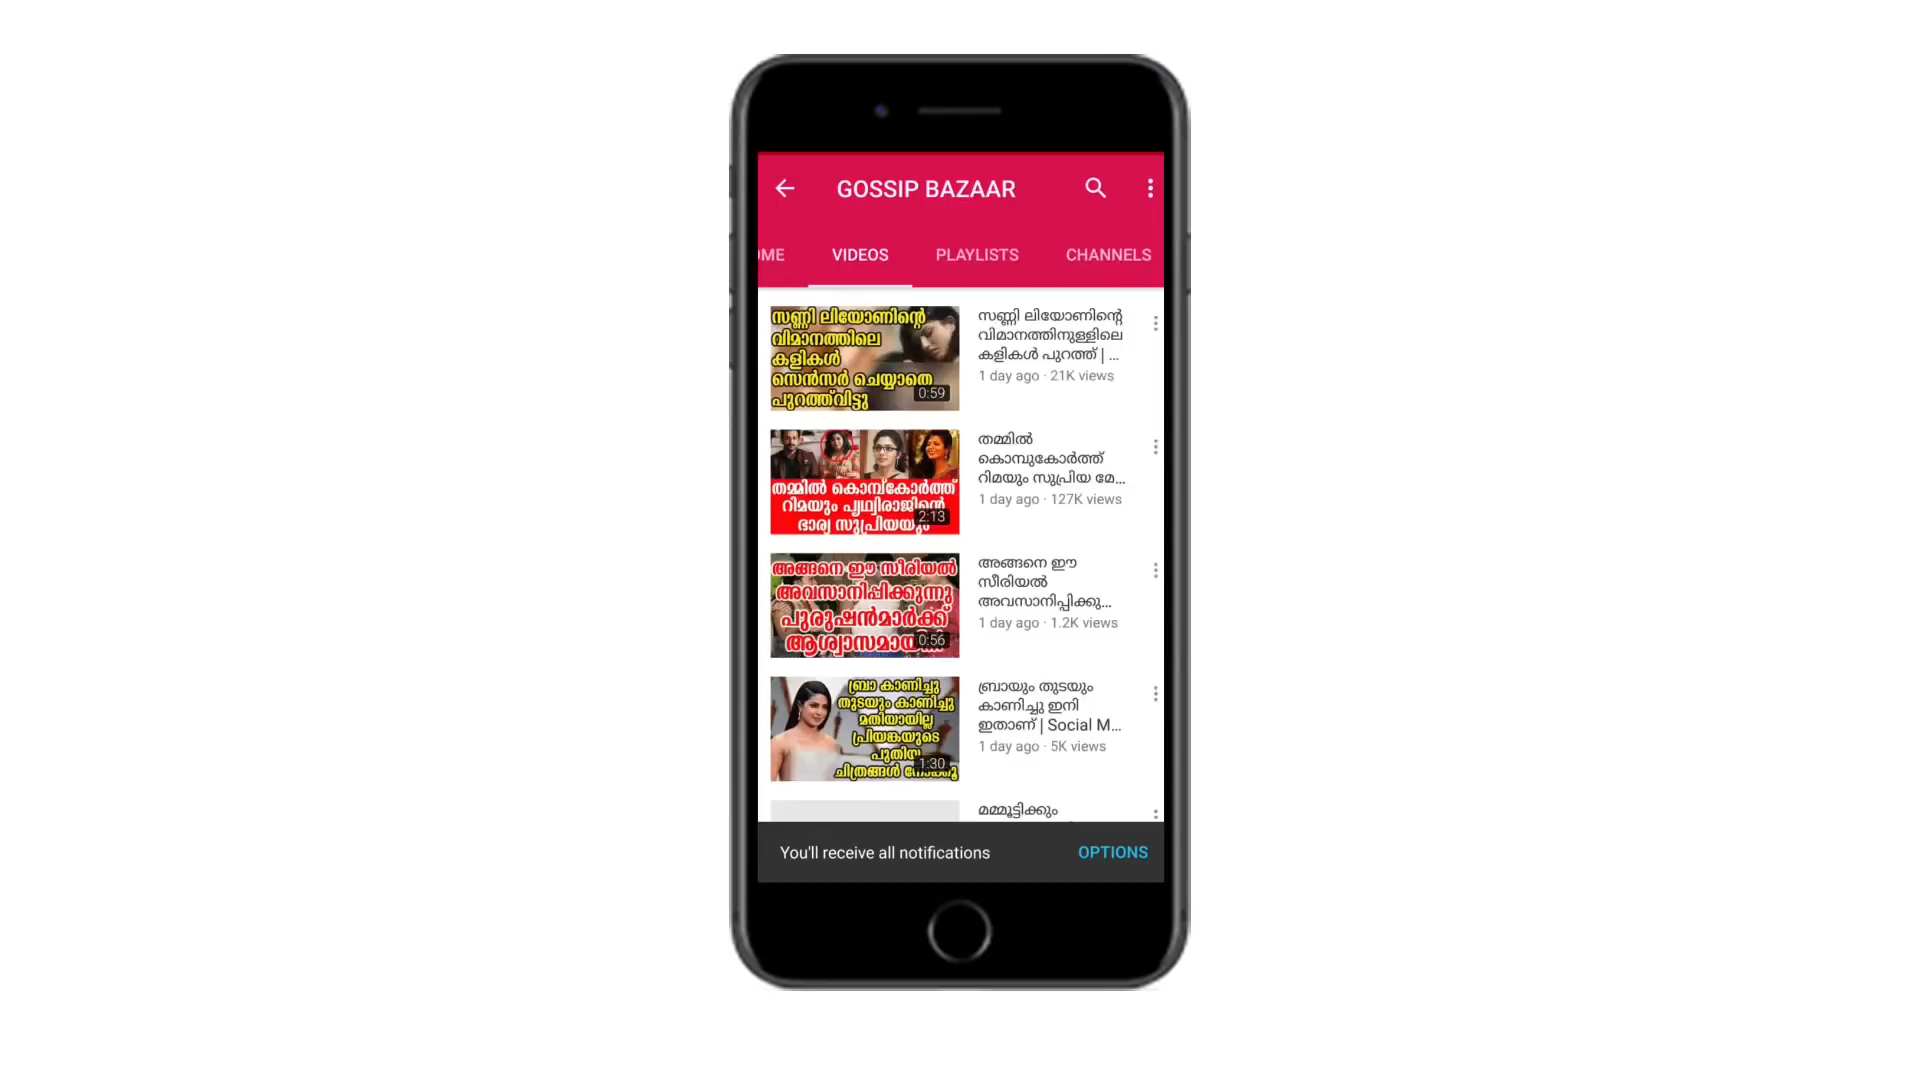 GOSSIP BAZAAR
OME
VIDEOS
PLAYLISTS
CHANNELS
സണ്ണി ലിയോണിന്റെ
വിമാനത്തിലെ
കളികൾ
സെൻസർ ചെയ്യാതെ
പുറത്ത്‌വിട്ടു
0:59
സണ്ണി ലിയോണിന്റെ
വിമാനത്തിനുള്ളിലെ
കളികൾ പുറത്ത് | ...
1 day ago · 21K views
തമ്മിൽ കൊമ്പ്കോർത്ത്
റിമയും പൃഥ്വിരാജിന്റെ
ഭാര്യ സുപ്രിയയും
2:13
തമ്മിൽ
കൊമ്പുകോർത്ത്
റിമയും സുപ്രിയ മേ...
1 day ago · 127K views
അങ്ങനെ ഈ സീരിയൽ
അവസാനിപ്പിക്കുന്നു
പുരുഷൻമാർക്ക്
0:56
അങ്ങനെ ഈ
സീരിയൽ
അവസാനിപ്പിക്കു...
1 day ago · 1.2K views
ബ്രാ കാണിച്ചു
തുടയും കാണിച്ചു
മതിയായില്ല
പ്രിയങ്കയുടെ
പുതിയ
ചിത്രങ്ങൾ നോക്കൂ
1:30
ബ്രായും തുടയും
കാണിച്ചു ഇനി
ഇതാണ് | Social M...
1 day ago · 5K views
മമ്മൂട്ടിക്കും
You'll receive all notifications
OPTIONS